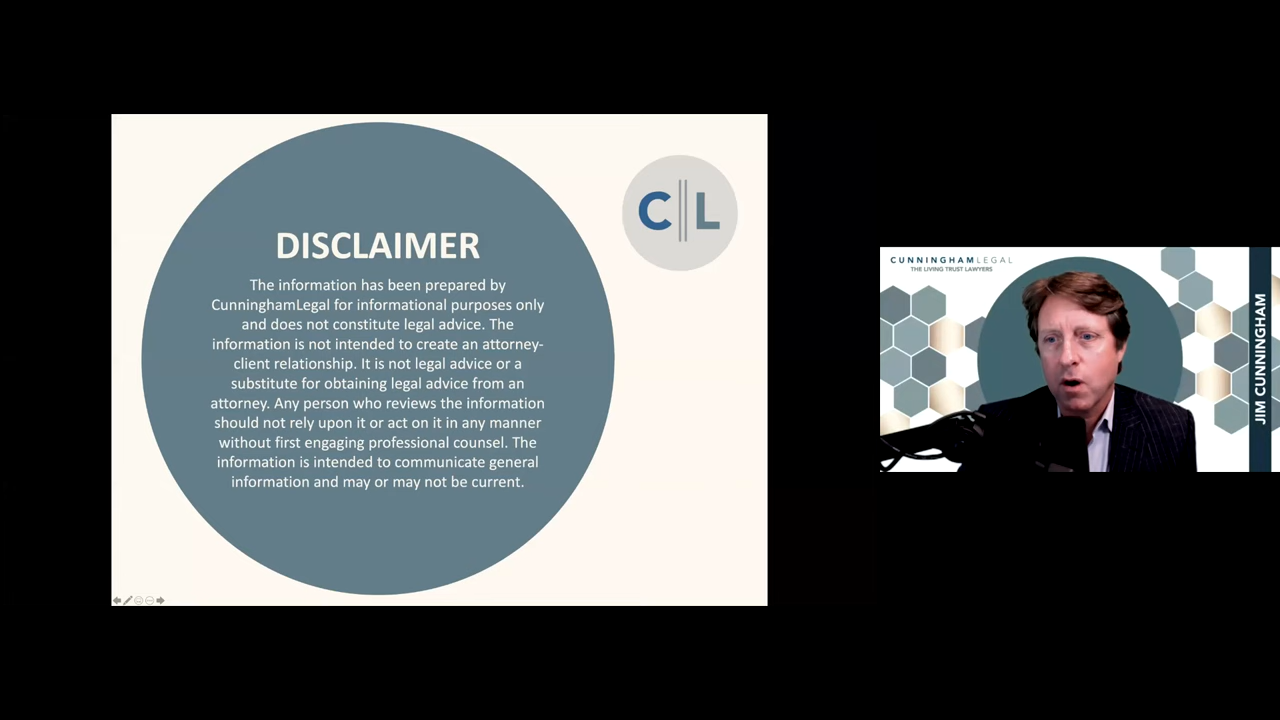 DISCLAIMER
The information has been prepared by
CunninghamLegal for informational purposes only
and does not constitute legal advice. The
information is not intended to create an attorney-
client relationship. It is not legal advice or a
substitute for obtaining legal advice from an
attorney. Any person who reviews the information
should not rely upon it or act on it in any manner
without first engaging professional counsel. The
information is intended to communicate general
information and may or may not be current.
C L
CUNNINGHAMLEGAL
THE LIVING TRUST LAWYERS
JIM CUNNINGHAM